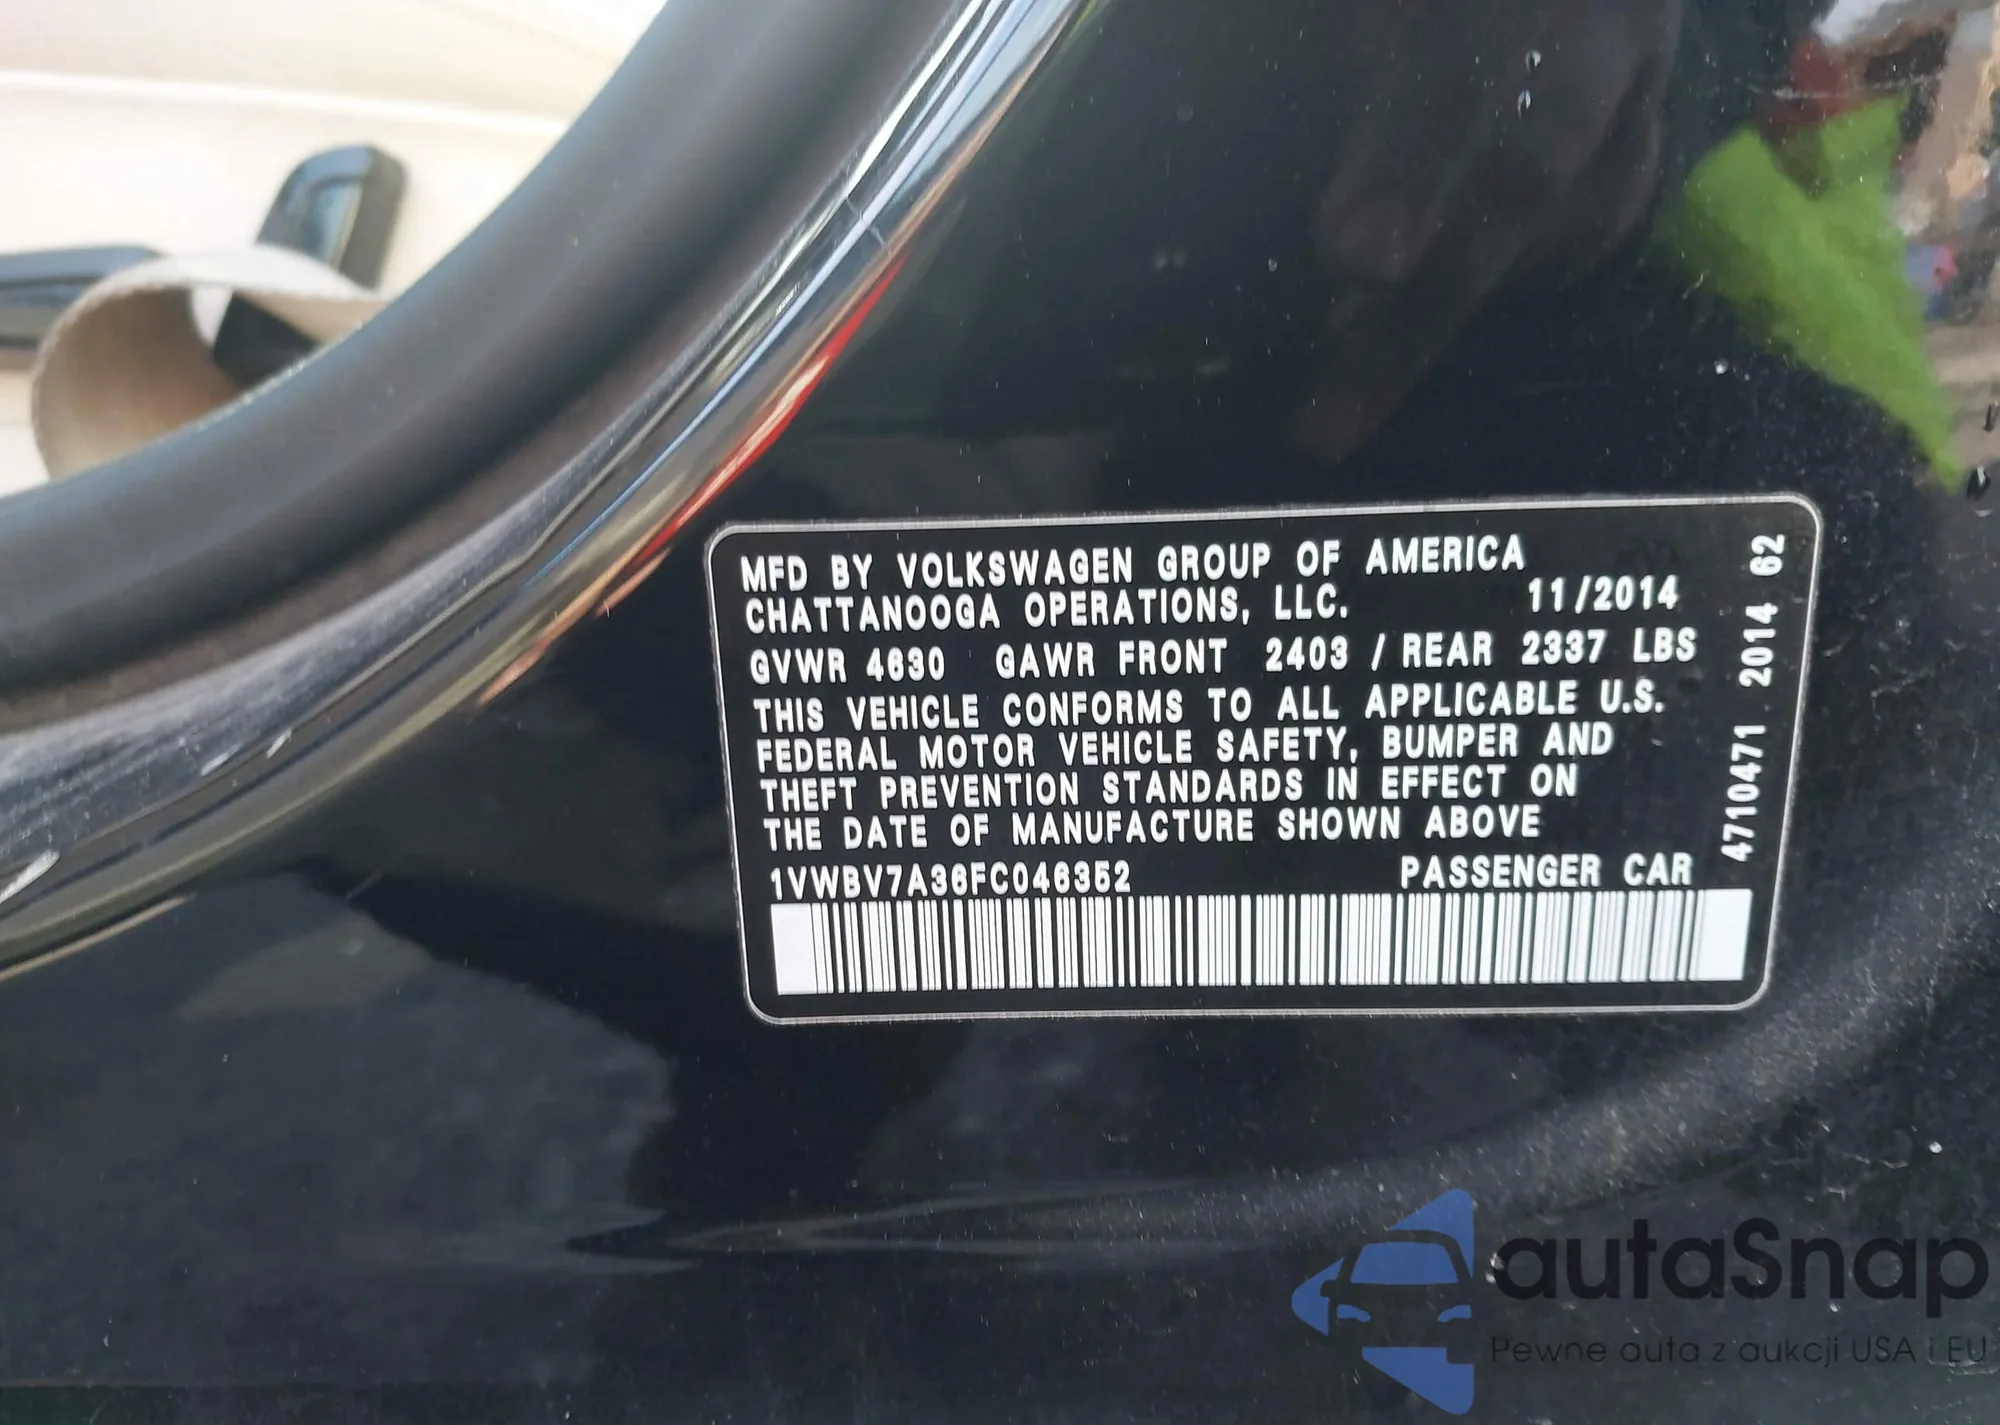 MFD BY VOLKSWAGEN GROUP OF AMERICA
CHATTANOOGA OPERATIONS, LLC. 11/2014
GVWR 4630 GAWR FRONT 2403 / REAR 2337 LBS
THIS VEHICLE CONFORMS TO ALL APPLICABLE U.S.
FEDERAL MOTOR VEHICLE SAFETY, BUMPER AND
THEFT PREVENTION STANDARDS IN EFFECT ON
THE DATE OF MANUFACTURE SHOWN ABOVE
1VWBV7A36FC046352 PASSENGER CAR
4710471 2014 62
autaSnap
Pewne auta z aukcji USA i EU